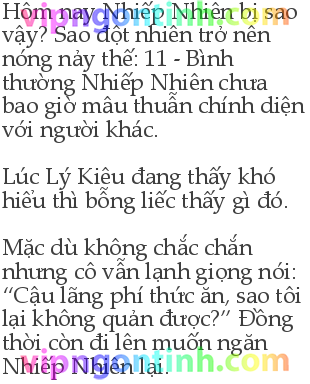 Hôm nay Nhiếp Nhiên bị sao
vipngontinh.com
vậy? Sao đột nhiên trở nên
nóng nảy thế: 11 - Bình
thường Nhiếp Nhiên chưa
bao giờ mâu thuẫn chính diện
với người khác.
Lúc Lý Kiêu đang thấy khó
hiểu thì bỗng liếc thấy gì đó.
Mặc dù không chắc chắn
nhưng cô vẫn lạnh giọng nói:
“Cậu lãng phí thức ăn, sao tôi
lại không quản được?” Đồng
thời còn đi lên muốn ngăn
Nhiếp Nhiên lại.
vipngontinh.com